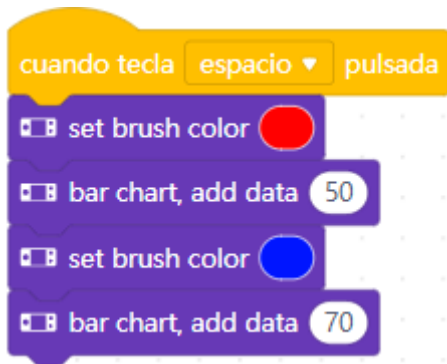 cuando tecla espacio pulsada
set brush color
bar chart, add data 50
set brush color
bar chart, add data 70